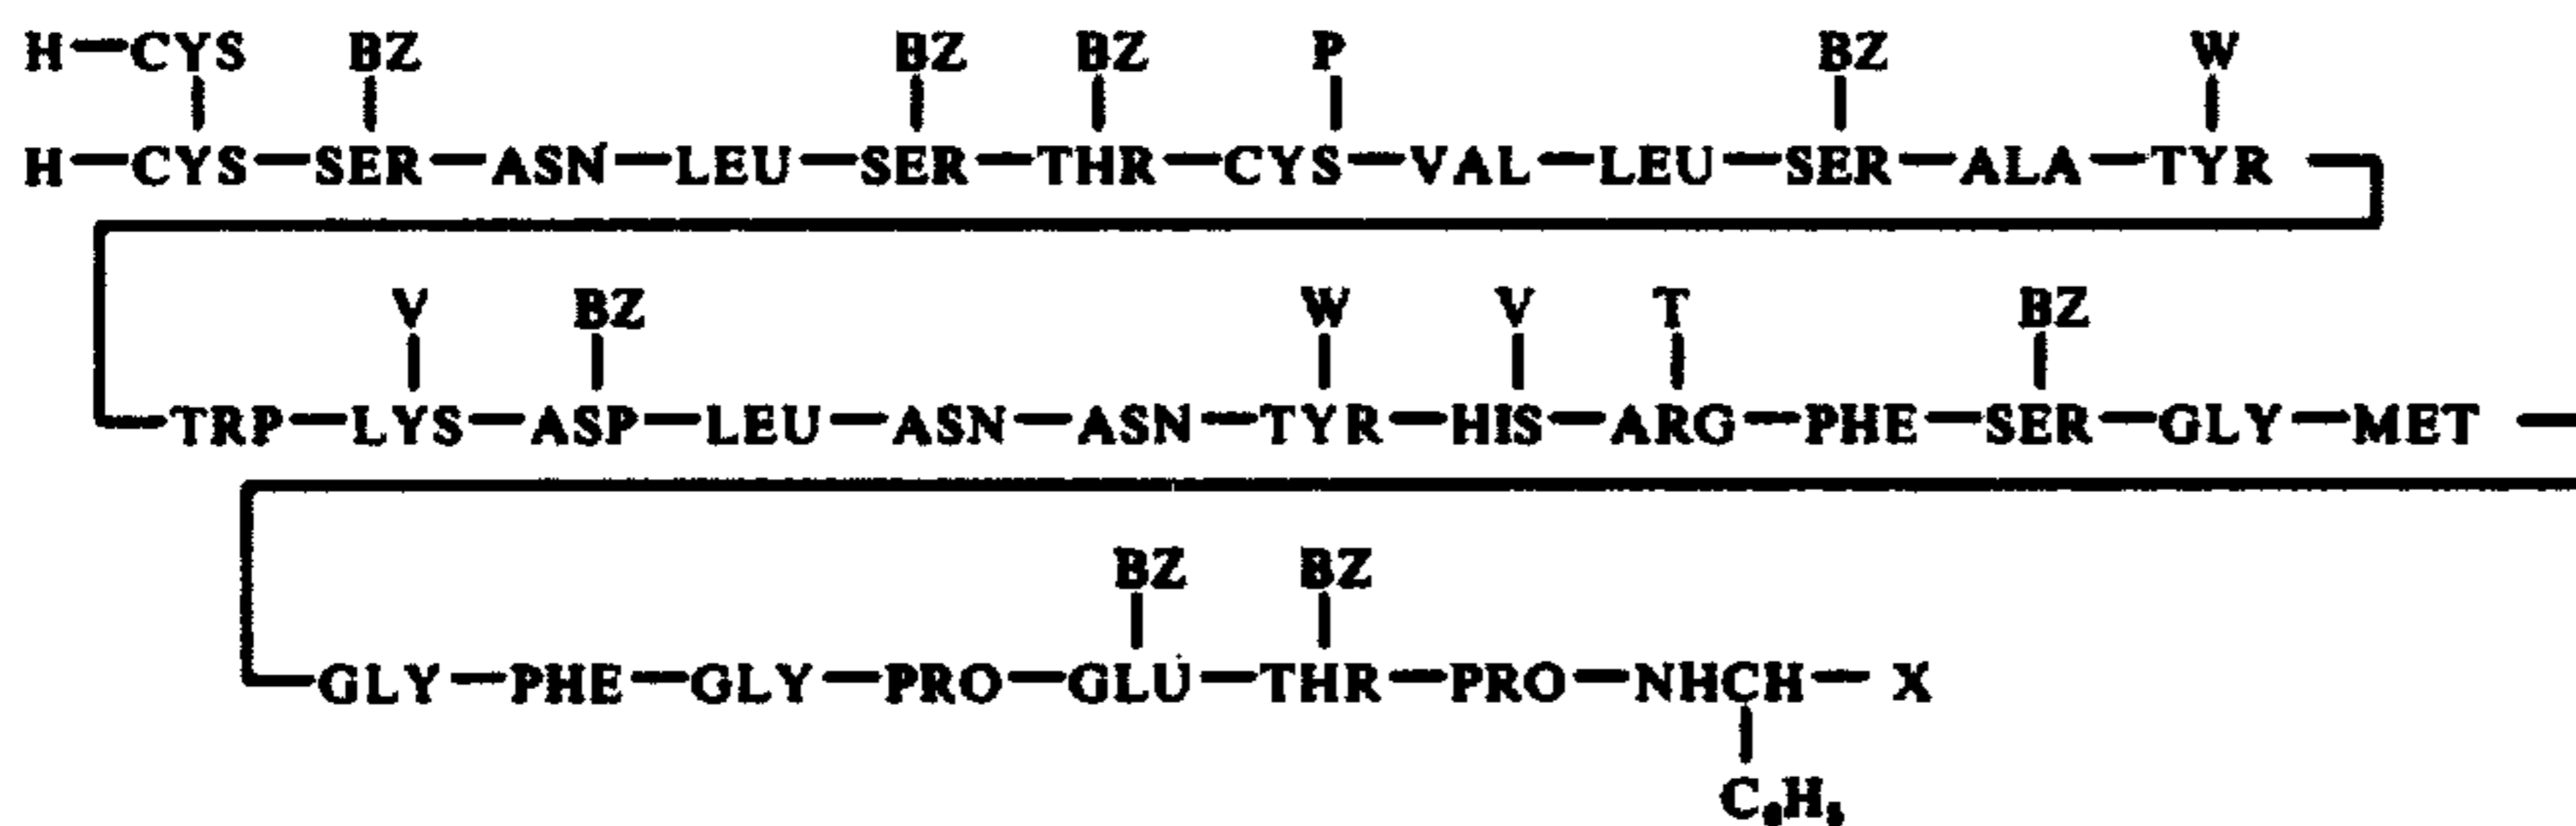 H—CYS BZ BZ BZ P BZ W
H—CYS—SER—ASN—LEU—SER—THR—CYS—VAL—LEU—SER—ALA—TYR
V BZ W V T BZ
TRP—LYS—ASP—LEU—ASN—ASN—TYR—HIS—ARG—PHE—SER—GLY—MET
BZ BZ
GLY—PHE—GLY—PRO—GLU—THR—PRO—NHCH—X
C₆H₅